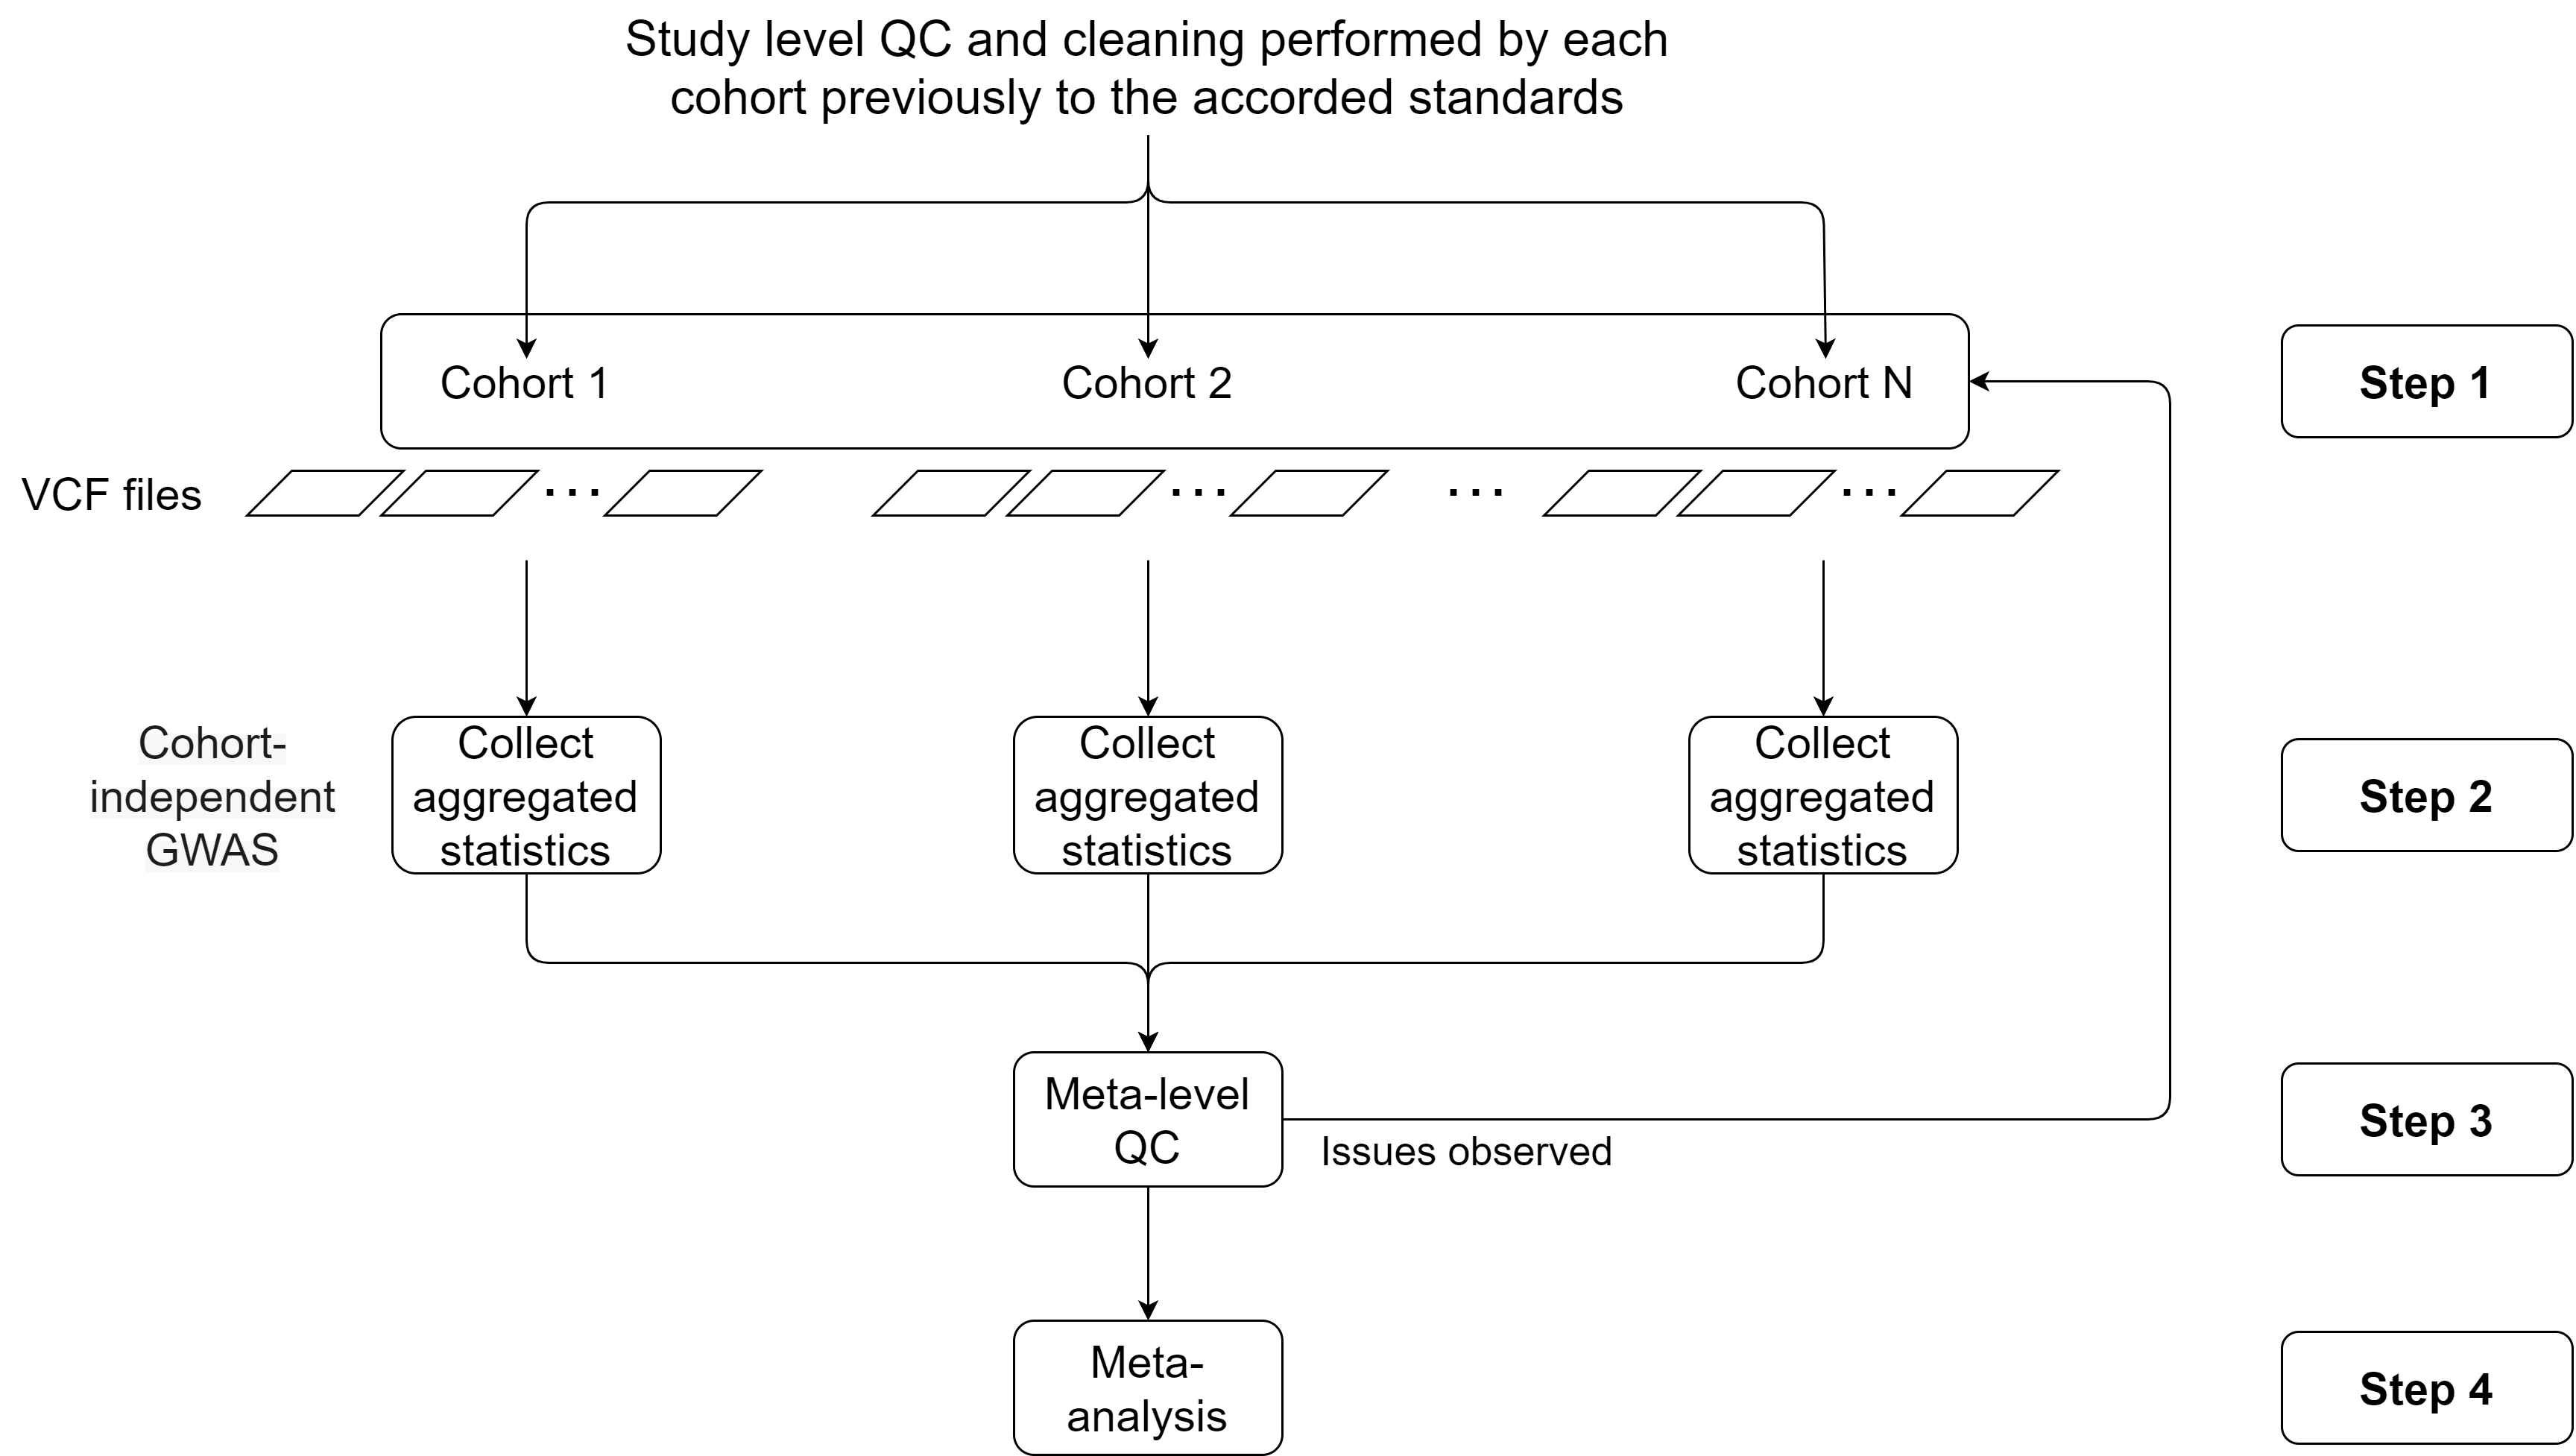 Study level QC and cleaning performed by each
cohort previously to the accorded standards
Cohort 1
Cohort 2
Cohort N
Step 1
VCF files
...
...
...
...
Cohort-
independent
GWAS
Collect
aggregated
statistics
Collect
aggregated
statistics
Collect
aggregated
statistics
Step 2
Meta-level
QC
Issues observed
Step 3
Meta-
analysis
Step 4